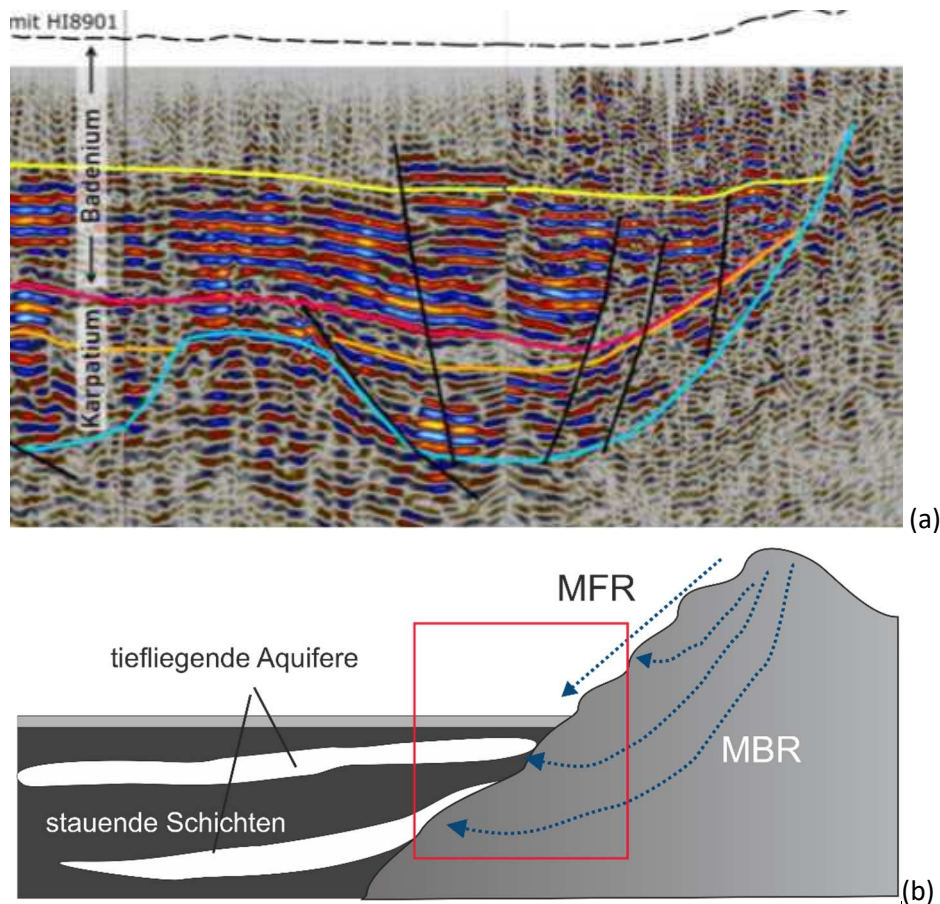 mit HI8901
Badenium
Karpatium
(a)
MFR
tiefliegende Aquifere
MBR
stauende Schichten
(b)